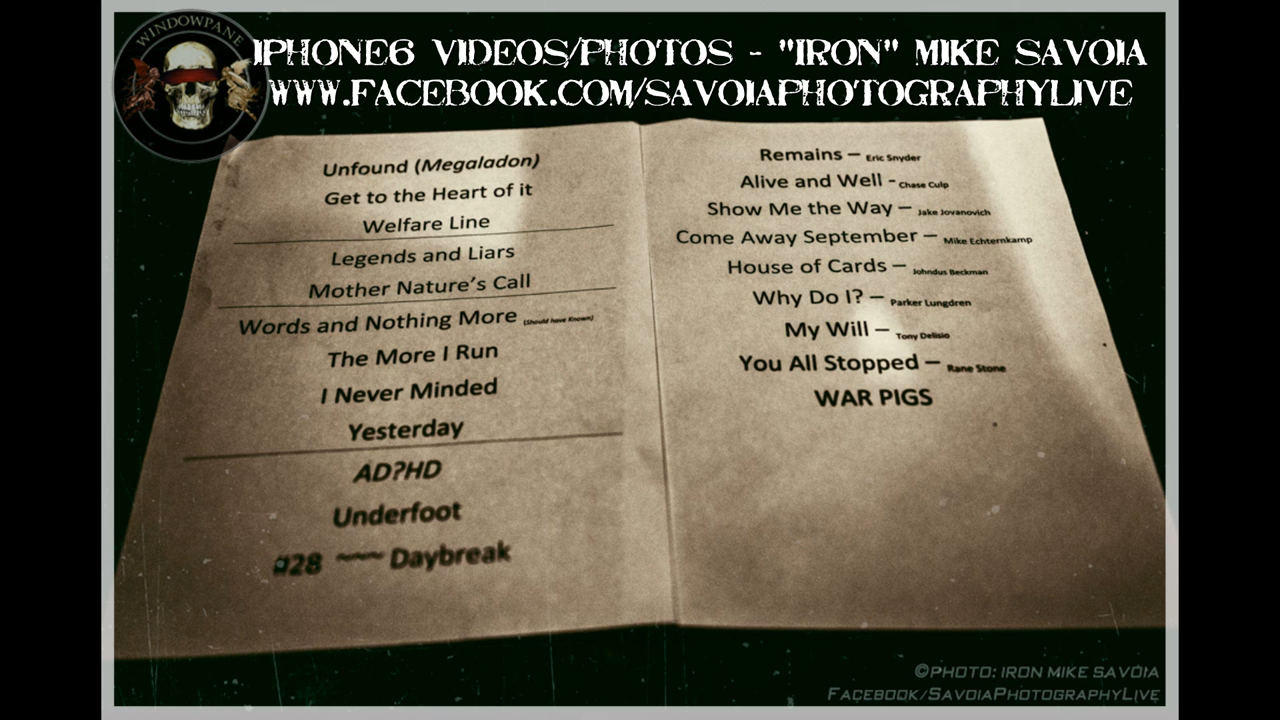 WINDOWPANE
IPHONE6 VIDEOS/PHOTOS - "IRON" MIKE SAVOIA
WWW.FACEBOOK.COM/SAVOIAPHOTOGRAPHYLIVE
Unfound (Megaladon)
Get to the Heart of it
Welfare Line
Legends and Liars
Mother Nature's Call
Words and Nothing More (Should have Known)
The More I Run
I Never Minded
Yesterday
AD?HD
Underfoot
#28 ~~~~ Daybreak
Remains – Eric Snyder
Alive and Well - Chase Culp
Show Me the Way – Jake Jovanovich
Come Away September – Mike Echternkamp
House of Cards – Johndus Beckman
Why Do I? – Parker Lungdren
My Will – Tony Delisio
You All Stopped – Rane Stone
WAR PIGS
©PHOTO: IRON MIKE SAVOIA
FACEBOOK/SAVOIAPHOTOGRAPHYLIVE